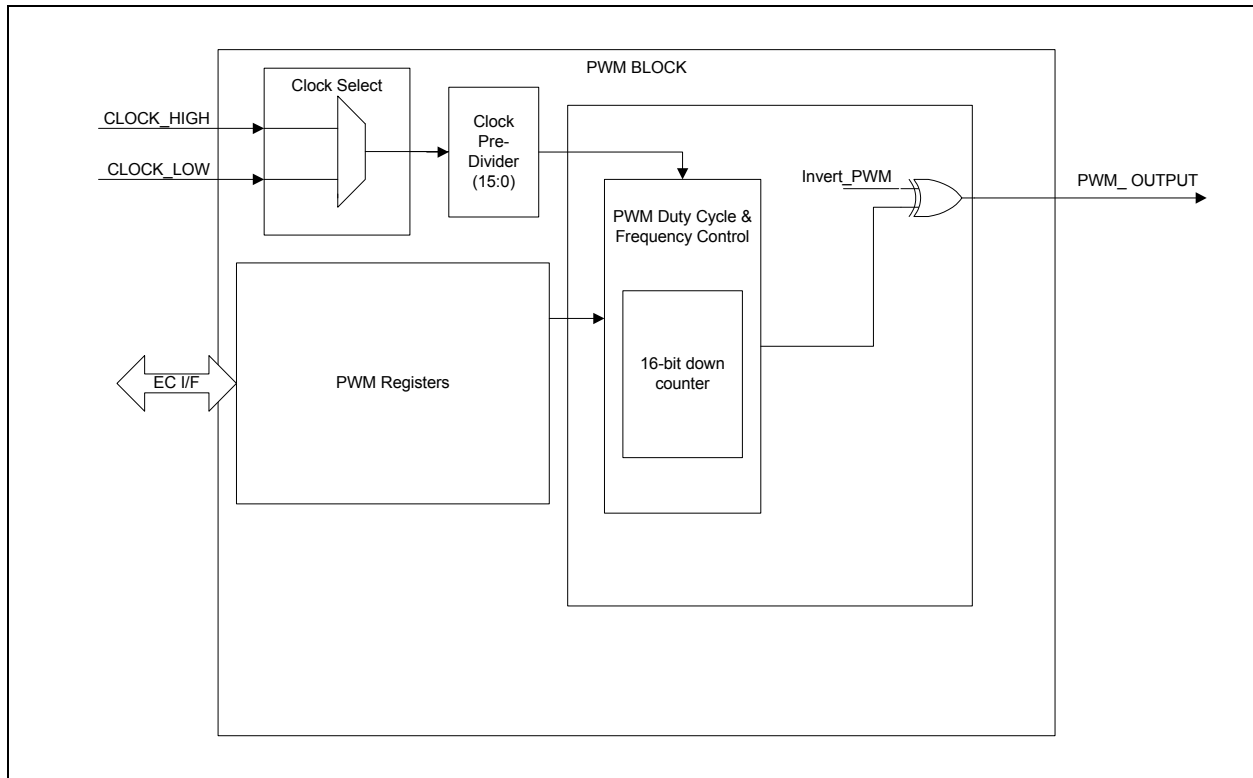 PWM BLOCK
Clock Select
CLOCK_HIGH
CLOCK_LOW
Clock
Pre-
Divider
(15:0)
Invert_PWM
PWM_ OUTPUT
PWM Duty Cycle &
Frequency Control
16-bit down
counter
EC I/F
PWM Registers